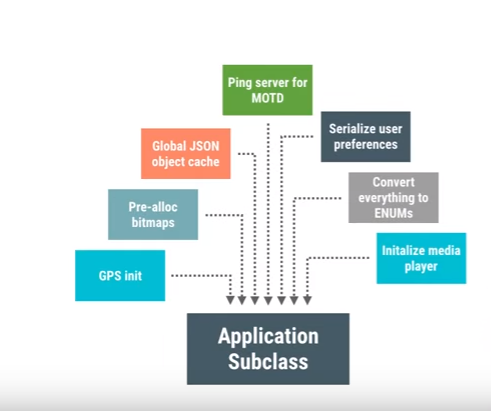 Ping server for
MOTD
Serialize user
preferences
Global JSON
object cache
Convert
everything to
ENUMs
Pre-alloc
bitmaps
Initalize media
player
GPS init
Application
Subclass